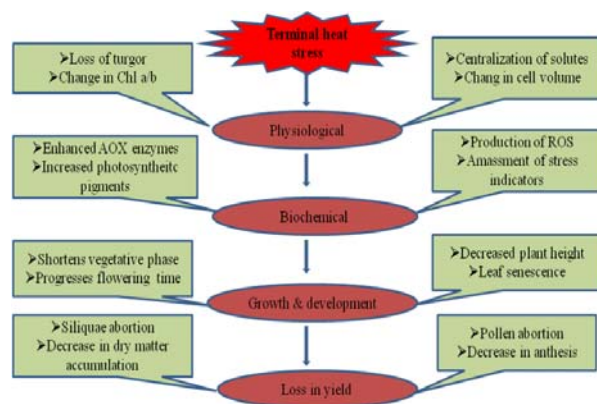 Terminal heat
stress
➤Loss of turgor
➤Change in Chl a/b
➤Centralization of solutes
➤Chang in cell volume
Physiological
➤Enhanced AOX enzymes
➤Increased photosyntheitc
pigments
➤Production of ROS
➤Amassment of stress
indicators
Biochemical
➤Shortens vegetative phase
➤Progresses flowering time
➤Decreased plant height
➤Leaf senescence
Growth & development
➤Siliquae abortion
➤Decrease in dry matter
accumulation
➤Pollen abortion
➤Decrease in anthesis
Loss in yield